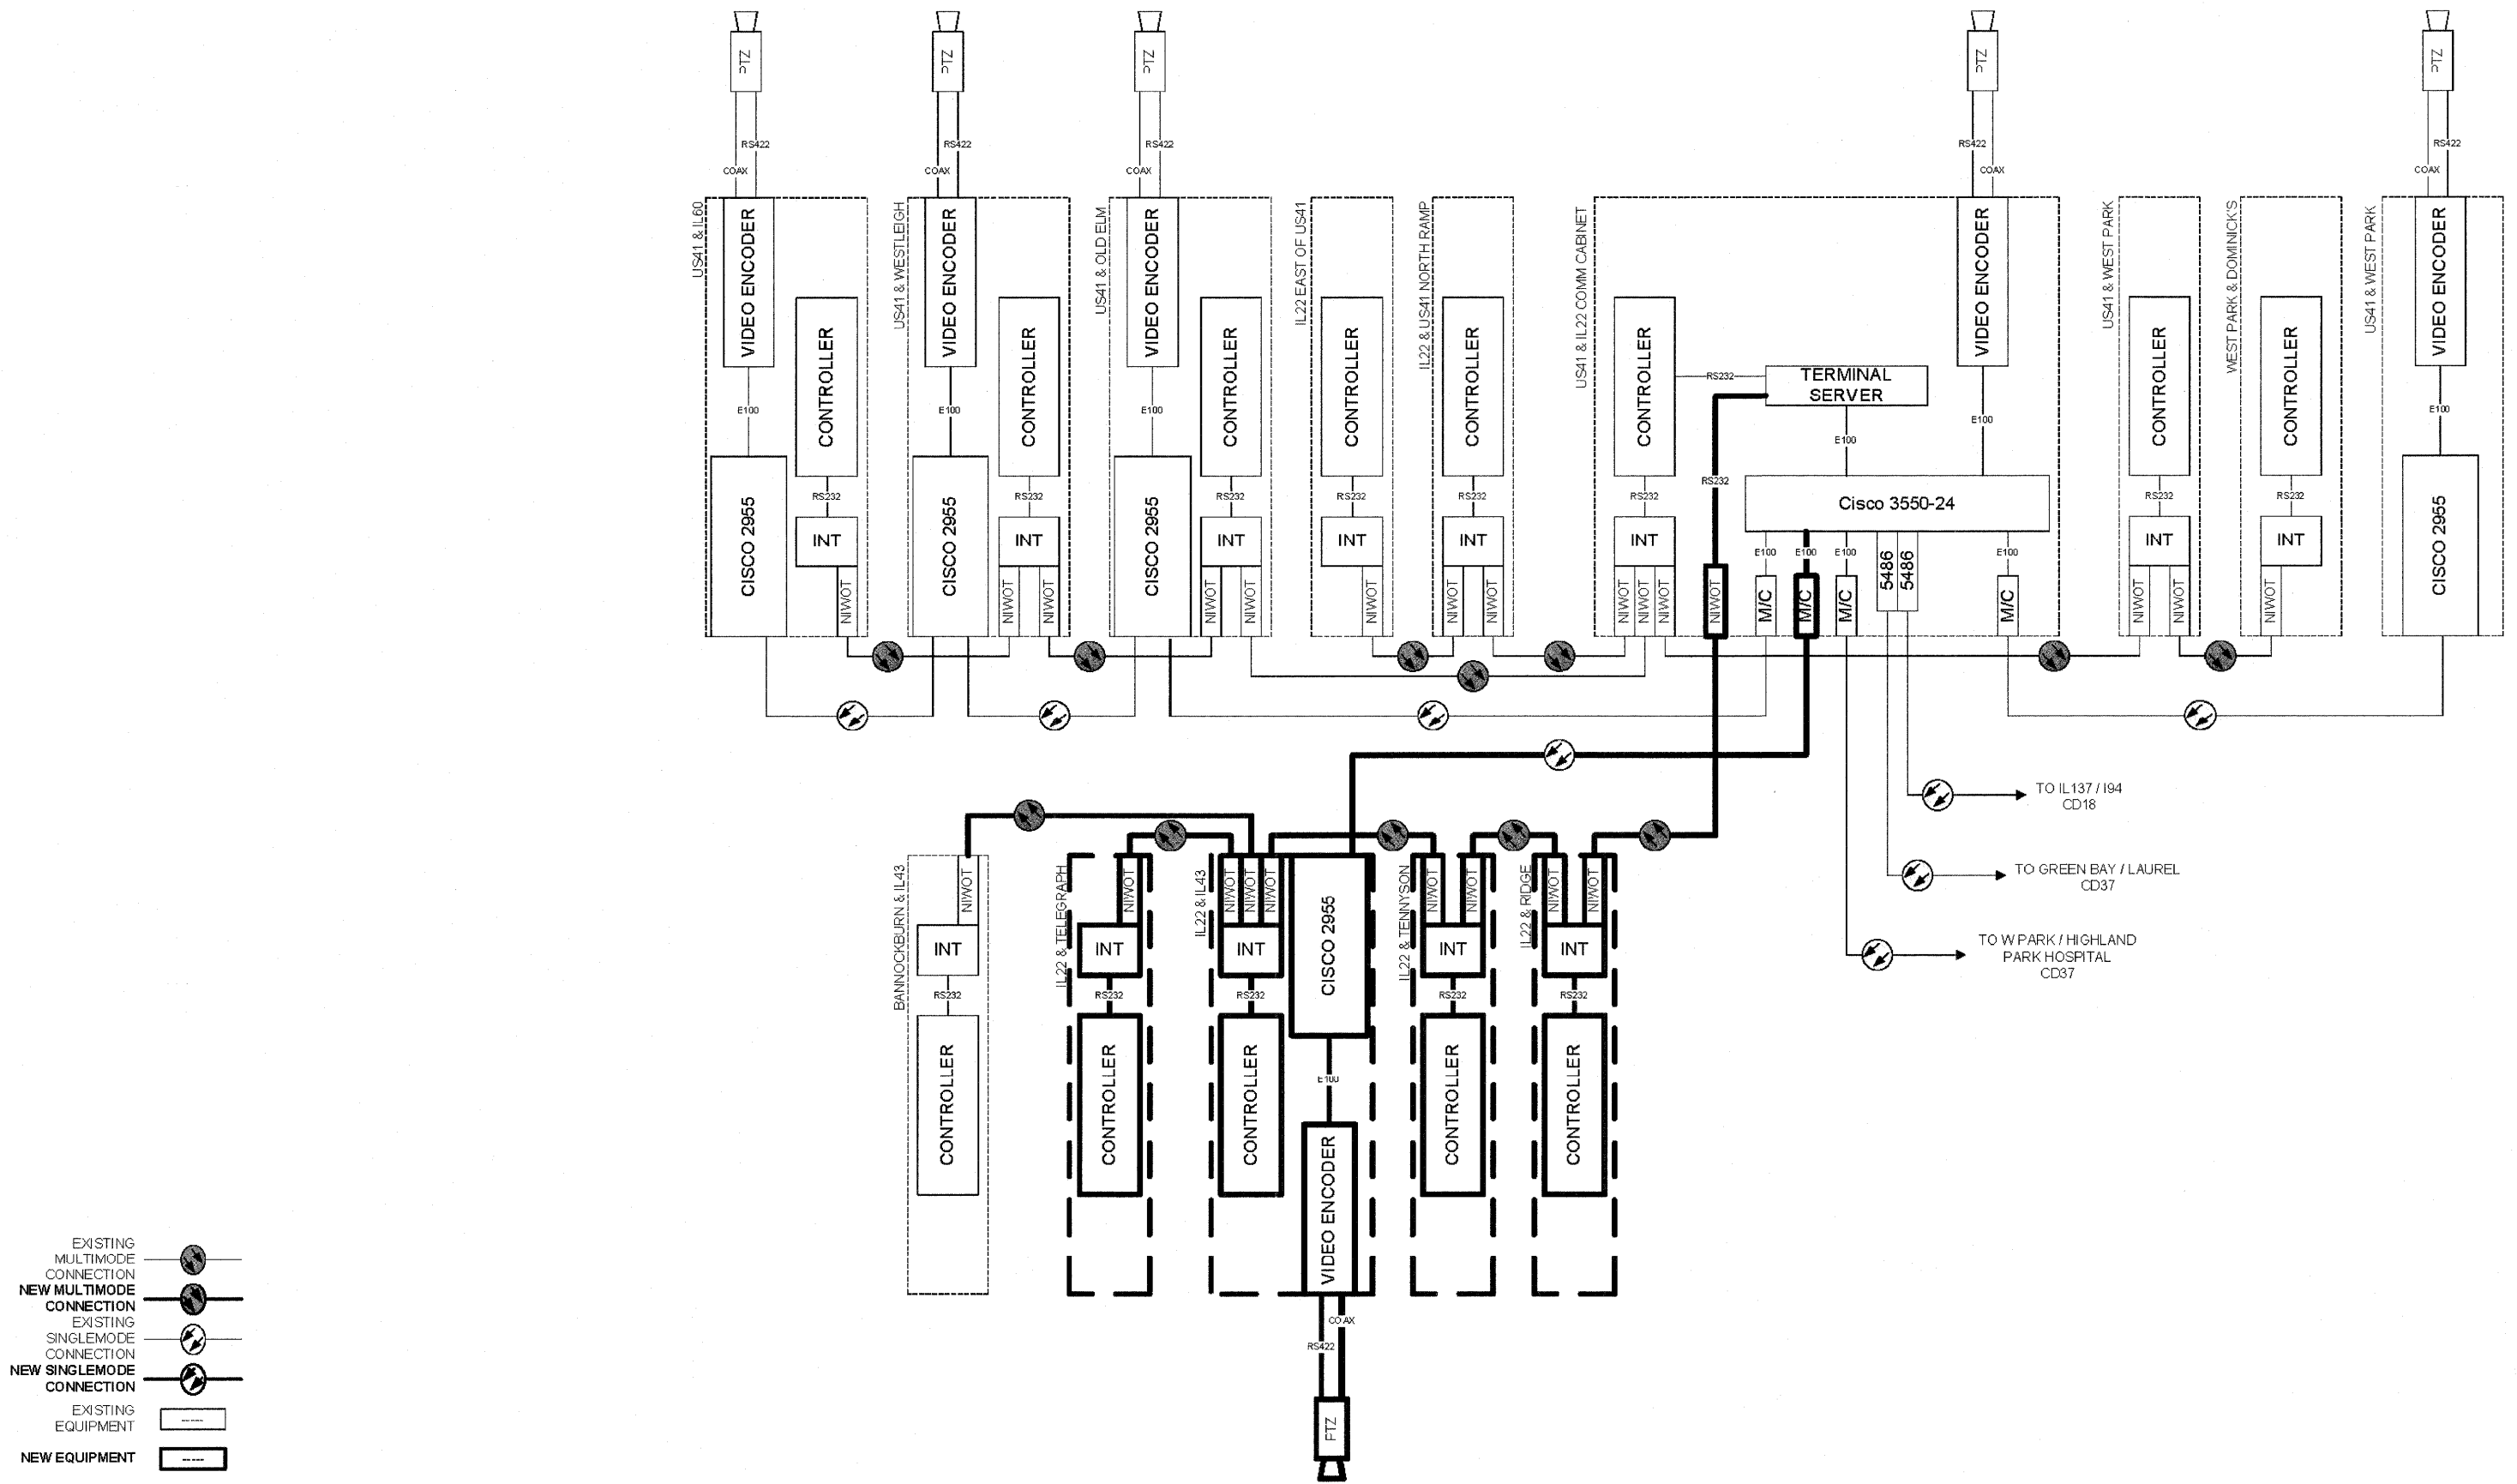 PTZ
PTZ
PTZ
PTZ
PTZ
RS422
RS422
RS422
RS422
RS422
COAX
COAX
COAX
COAX
COAX
US41 & IL60
VIDEO ENCODER
E100
CISCO 2955
CONTROLLER
RS232
INT
NIWOT
US41 & WESTLEIGH
VIDEO ENCODER
E100
CISCO 2955
CONTROLLER
RS232
INT
NIWOT
NIWOT
US41 & OLD ELM
VIDEO ENCODER
E100
CISCO 2955
CONTROLLER
RS232
INT
NIWOT
NIWOT
IL22 EAST OF US41
CONTROLLER
RS232
INT
NIWOT
IL22 & US41 NORTH RAMP
CONTROLLER
RS232
INT
NIWOT
NIWOT
US41 & IL22 COMM CABINET
CONTROLLER
RS232
INT
NIWOT
NIWOT
NIWOT
RS232
TERMINAL
SERVER
RS232
NIWOT
E100
VIDEO ENCODER
E100
Cisco 3550-24
E100
E100
E100
E100
M/C
M/C
M/C
5486
5486
M/C
US41 & WEST PARK
CONTROLLER
RS232
INT
NIWOT
NIWOT
WEST PARK & DOMINICK'S
CONTROLLER
RS232
INT
NIWOT
US41 & WEST PARK
VIDEO ENCODER
E100
CISCO 2955
TO IL137 / I94
CD18
TO GREEN BAY / LAUREL
CD37
TO W PARK / HIGHLAND
PARK HOSPITAL
CD37
BANNOCKBURN & IL43
NIWOT
INT
RS232
CONTROLLER
IL22 & TELEGRAPH
NIWOT
INT
RS232
CONTROLLER
IL22 & IL43
NIWOT
NIWOT
NIWOT
INT
RS232
CONTROLLER
CISCO 2955
E100
VIDEO ENCODER
COAX
RS422
PTZ
IL22 & TENNYSON
NIWOT
NIWOT
INT
RS232
CONTROLLER
IL22 & RIDGE
NIWOT
NIWOT
INT
RS232
CONTROLLER
EXISTING
MULTIMODE
CONNECTION
NEW MULTIMODE
CONNECTION
EXISTING
SINGLEMODE
CONNECTION
NEW SINGLEMODE
CONNECTION
EXISTING
EQUIPMENT
-----
NEW EQUIPMENT
-----